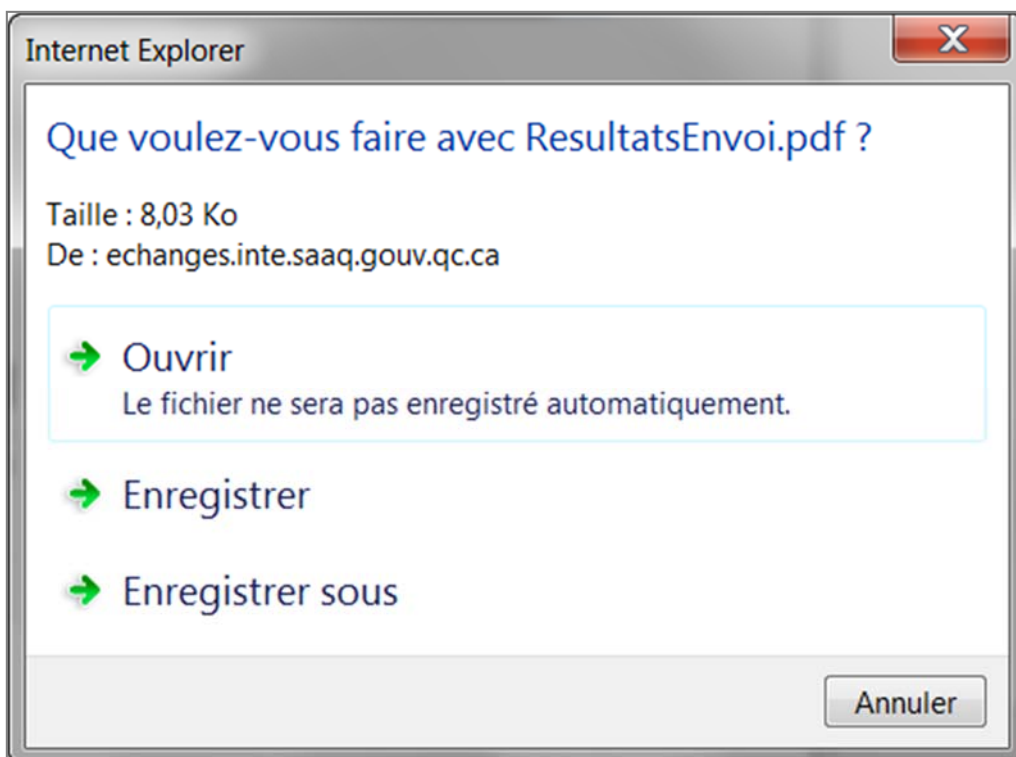 Internet Explorer
Que voulez-vous faire avec ResultatsEnvoi.pdf ?
Taille : 8,03 Ko
De : echanges.inte.saaq.gouv.qc.ca
Ouvrir
Le fichier ne sera pas enregistré automatiquement.
Enregistrer
Enregistrer sous
Annuler